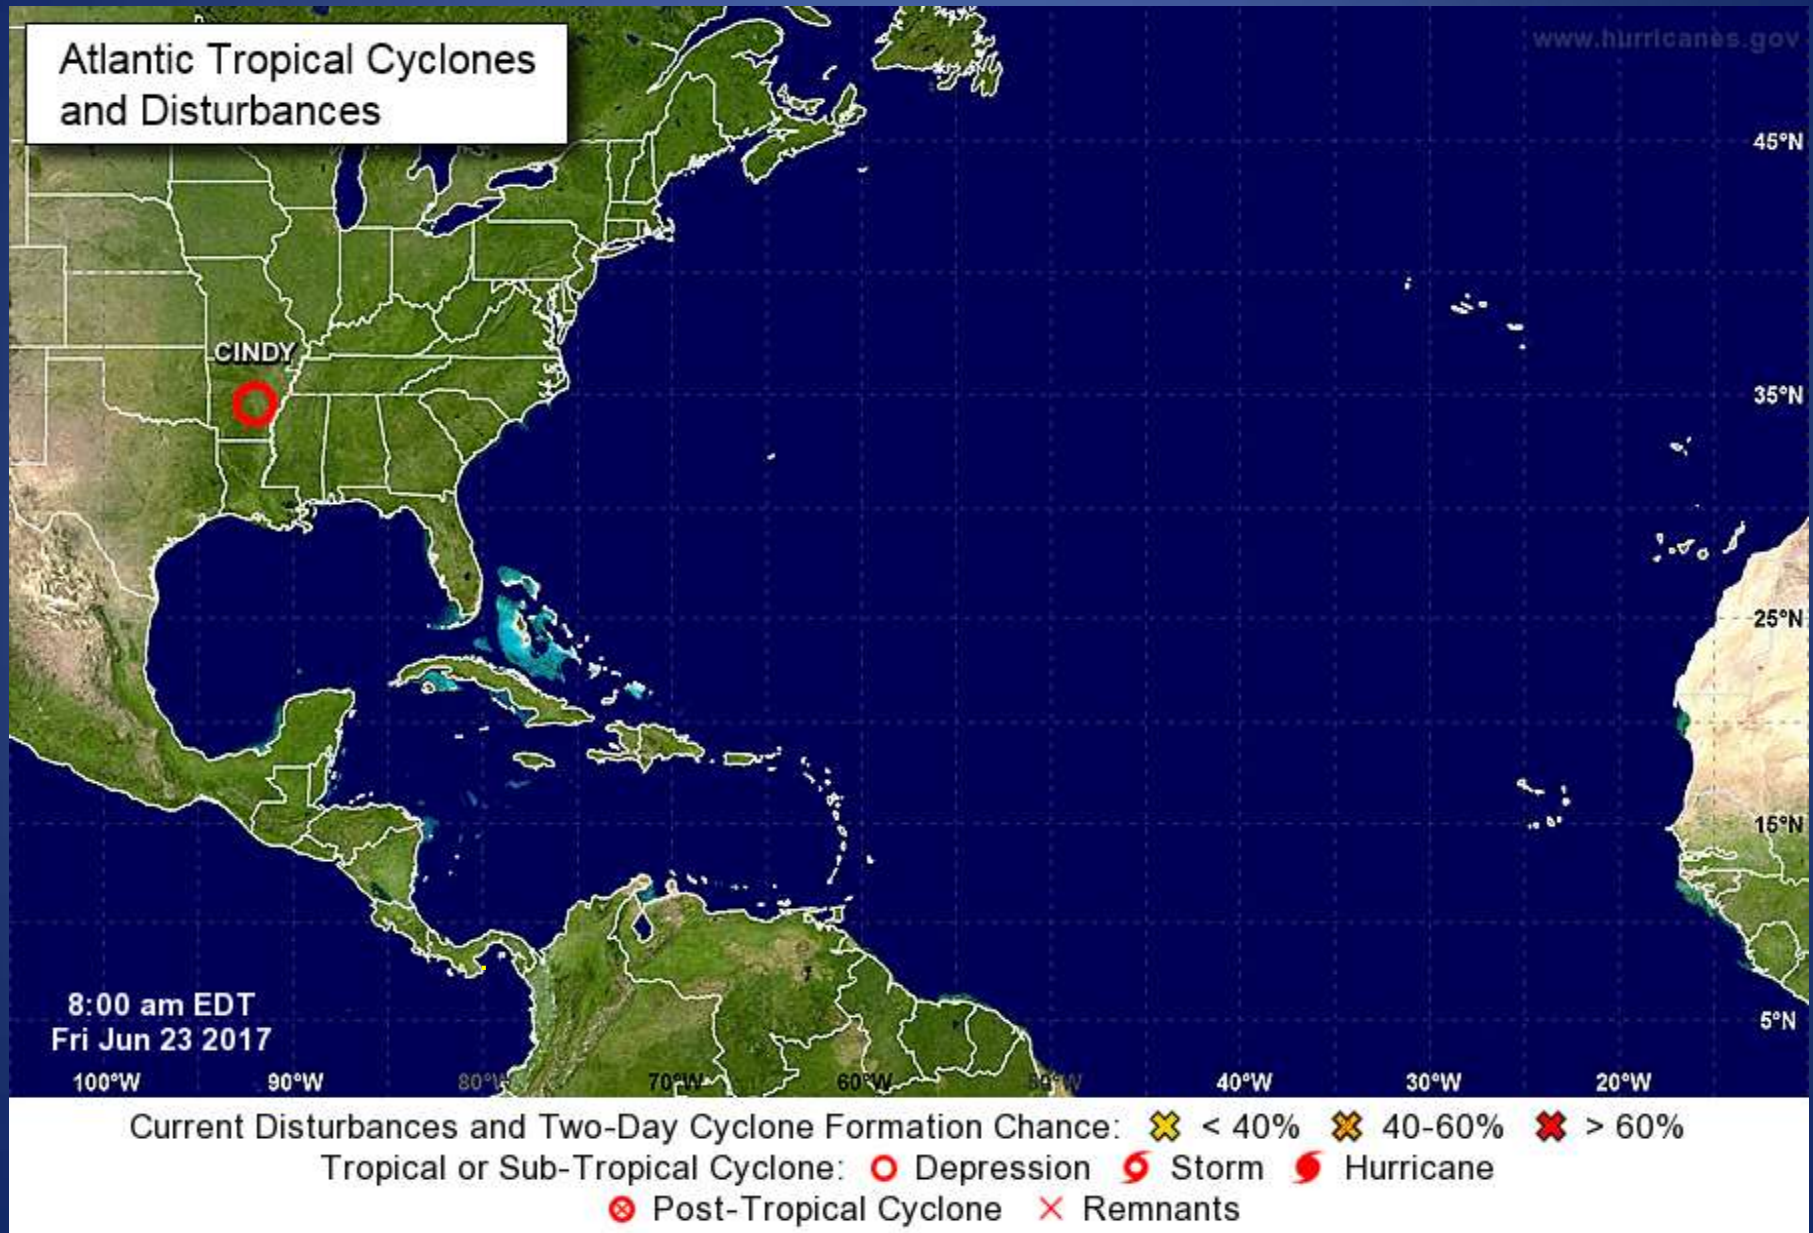 Atlantic Tropical Cyclones
and Disturbances
www.hurricanes.gov
45°N
CINDY
35°N
25°N
15°N
5°N
8:00 am EDT
Fri Jun 23 2017
100°W 90°W 80°W 70°W 60°W 50°W 40°W 30°W 20°W
Current Disturbances and Two-Day Cyclone Formation Chance: < 40% 40-60% > 60%
Tropical or Sub-Tropical Cyclone: Depression Storm Hurricane
Post-Tropical Cyclone Remnants